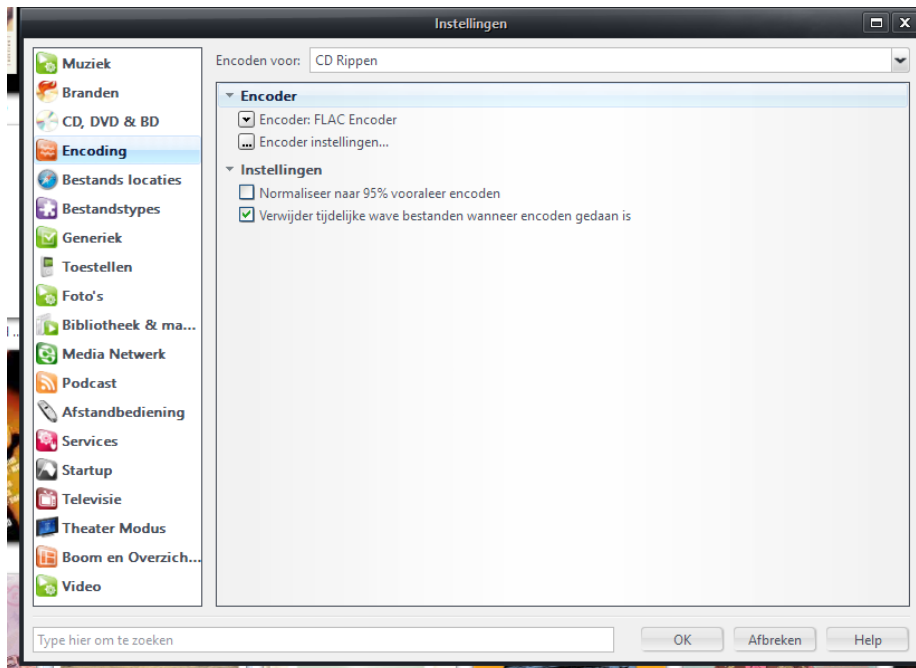 Instellingen
Muziek
Branden
CD, DVD & BD
Encoding
Bestands locaties
Bestandstypes
Generiek
Toestellen
Foto's
Bibliotheek & ma...
Media Netwerk
Podcast
Afstandbediening
Services
Startup
Televisie
Theater Modus
Boom en Overzich...
Video
Encoden voor: CD Rippen
Encoder
Encoder: FLAC Encoder
Encoder instellingen...
Instellingen
Normaliseer naar 95% vooraleer encoden
Verwijder tijdelijke wave bestanden wanneer encoden gedaan is
Type hier om te zoeken
OK Afbreken Help